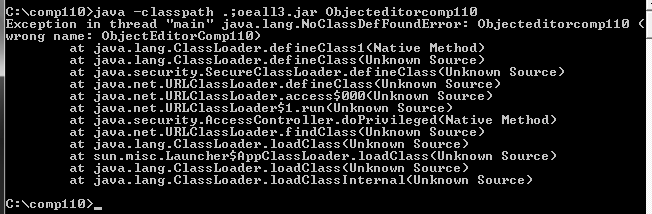 C:\comp110>java -classpath .;oeall3.jar Objecteditorcomp110
Exception in thread "main" java.lang.NoClassDefFoundError: Objecteditorcomp110 (
wrong name: ObjectEditorComp110)
at java.lang.ClassLoader.defineClass1(Native Method)
at java.lang.ClassLoader.defineClass(Unknown Source)
at java.security.SecureClassLoader.defineClass(Unknown Source)
at java.net.URLClassLoader.defineClass(Unknown Source)
at java.net.URLClassLoader.access$000(Unknown Source)
at java.net.URLClassLoader$1.run(Unknown Source)
at java.security.AccessController.doPrivileged(Native Method)
at java.net.URLClassLoader.findClass(Unknown Source)
at java.lang.ClassLoader.loadClass(Unknown Source)
at sun.misc.Launcher$AppClassLoader.loadClass(Unknown Source)
at java.lang.ClassLoader.loadClass(Unknown Source)
at java.lang.ClassLoader.loadClassInternal(Unknown Source)
C:\comp110>_